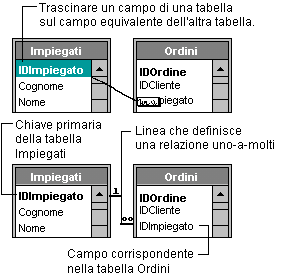 Trascinare un campo di una tabella
sul campo equivalente dell'altra tabella.
Impiegati
IDImpiegato
Cognome
Nome
Ordini
IDOrdine
IDCliente
piegato
Chiave primaria
della tabella
Impiegati
Linea che definisce
una relazione uno-a-molti
Impiegati
IDImpiegato
Cognome
Nome
1
∞
Ordini
IDOrdine
IDCliente
IDImpiegato
Campo corrispondente
nella tabella Ordini